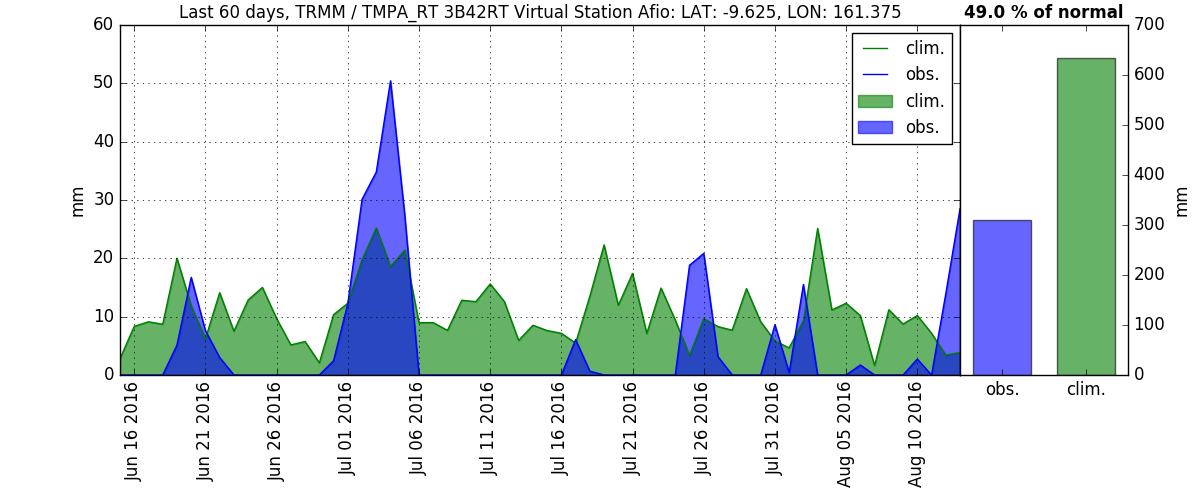 Last 60 days, TRMM / TMPA_RT 3B42RT Virtual Station Afio: LAT: -9.625, LON: 161.375
49.0 % of normal
60
50
40
30
20
10
0
mm
clim.
obs.
clim.
obs.
Jun 16 2016
Jun 21 2016
Jun 26 2016
Jul 01 2016
Jul 06 2016
Jul 11 2016
Jul 16 2016
Jul 21 2016
Jul 26 2016
Jul 31 2016
Aug 05 2016
Aug 10 2016
700
600
500
400
300
200
100
0
mm
obs.
clim.